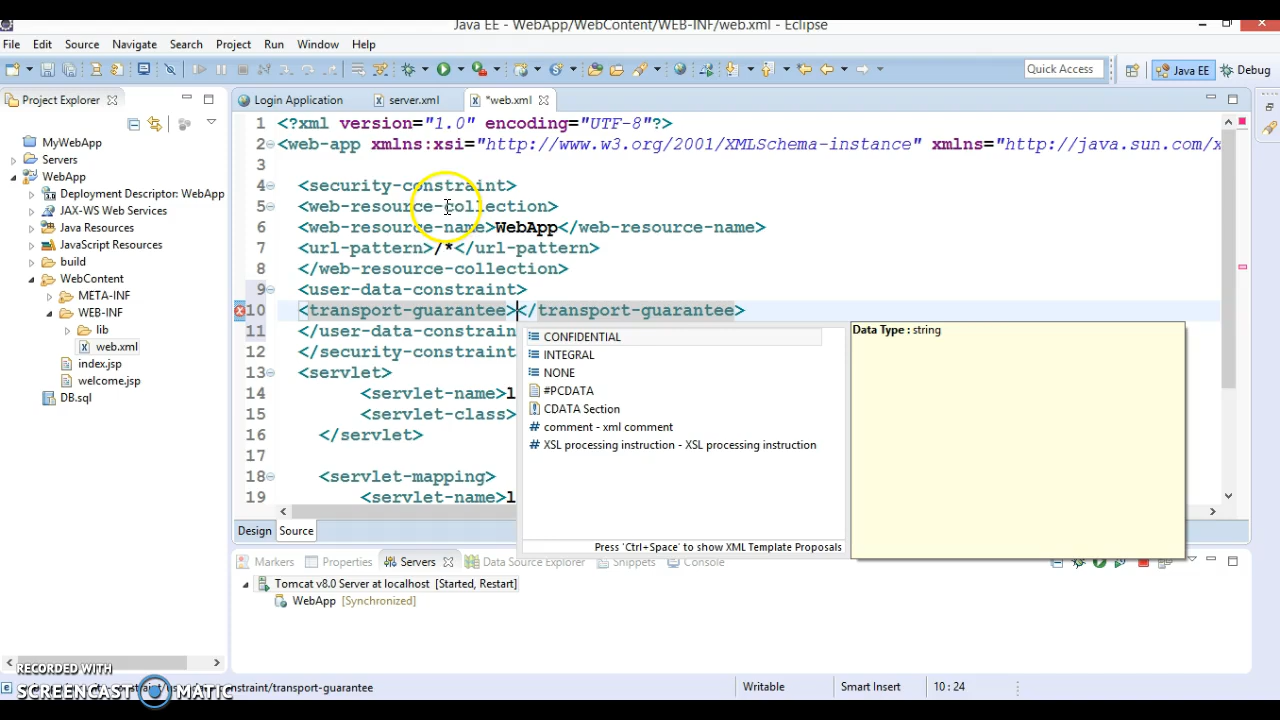 Java EE - WebApp/WebContent/WEB-INF/web.xml - Eclipse
File Edit Source Navigate Search Project Run Window Help
Quick Access Java EE Debug
Project Explorer
Login Application server.xml *web.xml
MyWebApp
Servers
WebApp
Deployment Descriptor: WebApp
JAX-WS Web Services
Java Resources
JavaScript Resources
build
WebContent
META-INF
WEB-INF
lib
web.xml
index.jsp
welcome.jsp
DB.sql
1 <?xml version="1.0" encoding="UTF-8"?>
2 <web-app xmlns:xsi="http://www.w3.org/2001/XMLSchema-instance" xmlns="http://java.sun.com/x
3
4 <security-constraint>
5 <web-resource-collection>
6 <web-resource-name>WebApp</web-resource-name>
7 <url-pattern>/*</url-pattern>
8 </web-resource-collection>
9 <user-data-constraint>
10 <transport-guarantee></transport-guarantee>
11 </user-data-constrain
12 </security-constraint
13 <servlet>
14 <servlet-name>l
15 <servlet-class>
16 </servlet>
17
18 <servlet-mapping>
19 <servlet-name>l
CONFIDENTIAL
INTEGRAL
NONE
#PCDATA
CDATA Section
comment - xml comment
XSL processing instruction - XSL processing instruction
Press 'Ctrl+Space' to show XML Template Proposals
Data Type : string
Design Source
Markers Properties Servers Data Source Explorer Snippets Console
Tomcat v8.0 Server at localhost [Started, Restart]
WebApp [Synchronized]
RECORDED WITH
SCREENCAST MATIC
nstraint/transport-guarantee
Writable Smart Insert 10 : 24